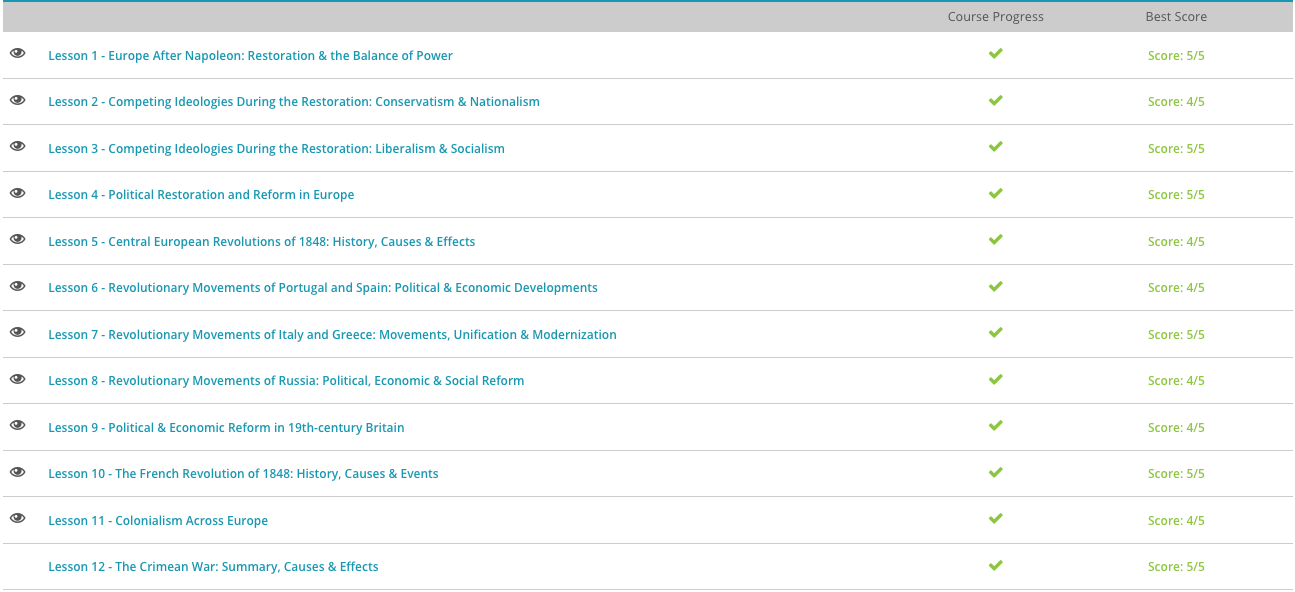 Course Progress Best Score
Lesson 1 - Europe After Napoleon: Restoration & the Balance of Power Score: 5/5
Lesson 2 - Competing Ideologies During the Restoration: Conservatism & Nationalism Score: 4/5
Lesson 3 - Competing Ideologies During the Restoration: Liberalism & Socialism Score: 5/5
Lesson 4 - Political Restoration and Reform in Europe Score: 5/5
Lesson 5 - Central European Revolutions of 1848: History, Causes & Effects Score: 4/5
Lesson 6 - Revolutionary Movements of Portugal and Spain: Political & Economic Developments Score: 4/5
Lesson 7 - Revolutionary Movements of Italy and Greece: Movements, Unification & Modernization Score: 5/5
Lesson 8 - Revolutionary Movements of Russia: Political, Economic & Social Reform Score: 4/5
Lesson 9 - Political & Economic Reform in 19th-century Britain Score: 4/5
Lesson 10 - The French Revolution of 1848: History, Causes & Events Score: 5/5
Lesson 11 - Colonialism Across Europe Score: 4/5
Lesson 12 - The Crimean War: Summary, Causes & Effects Score: 5/5